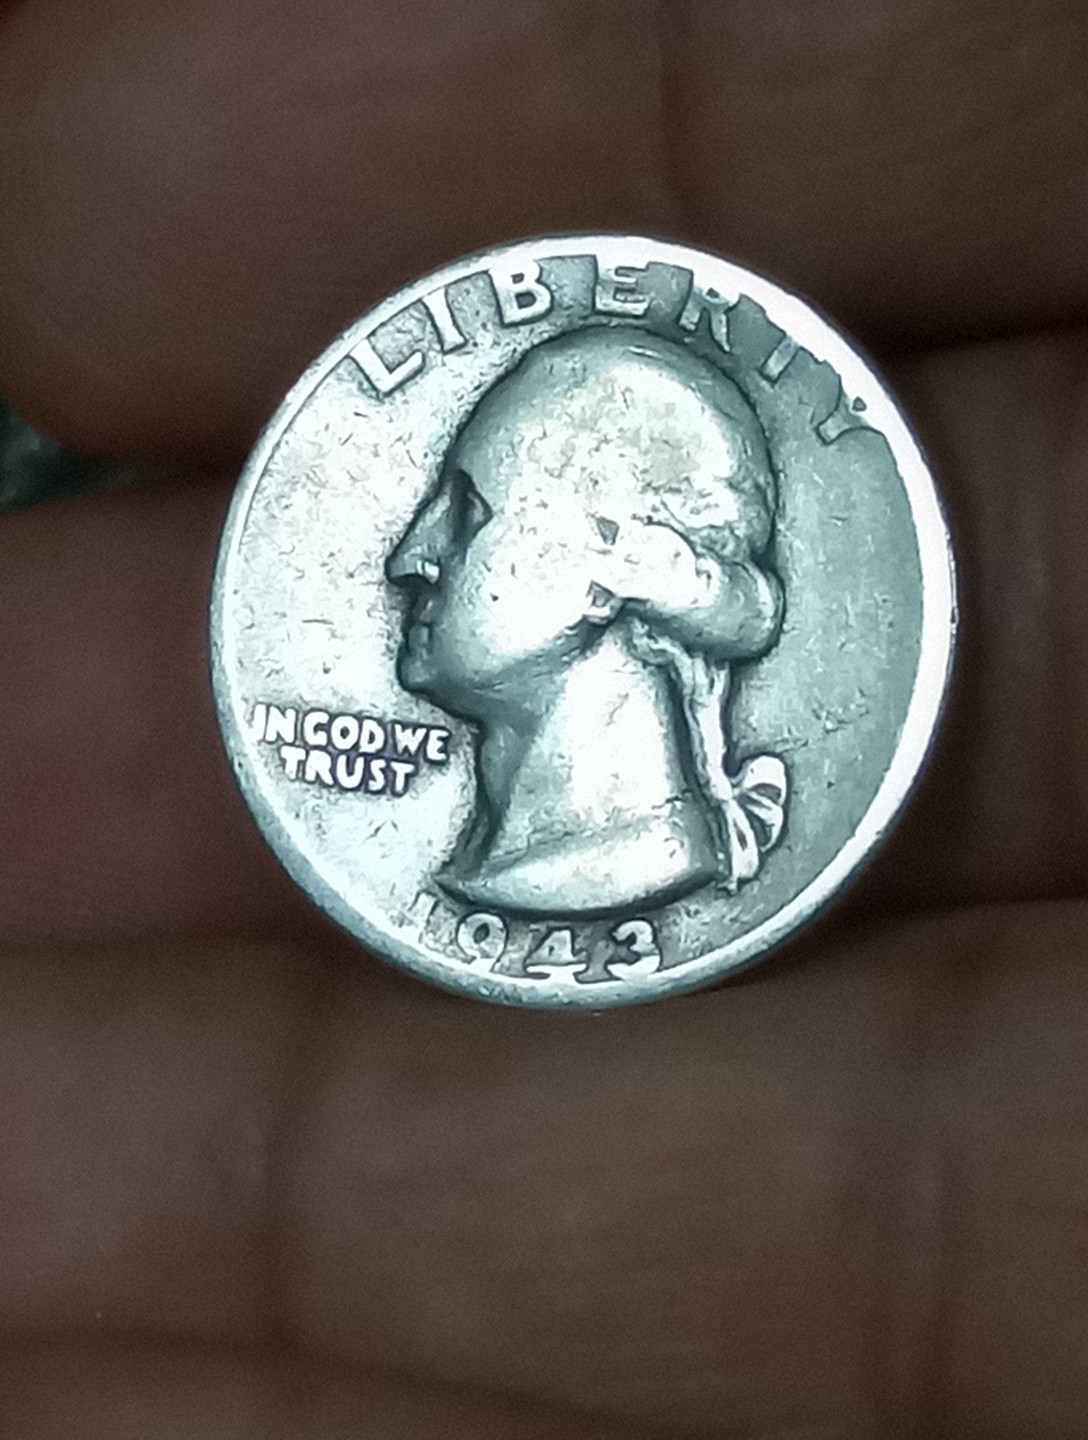 LIBERTY
IN GOD WE
TRUST
1943